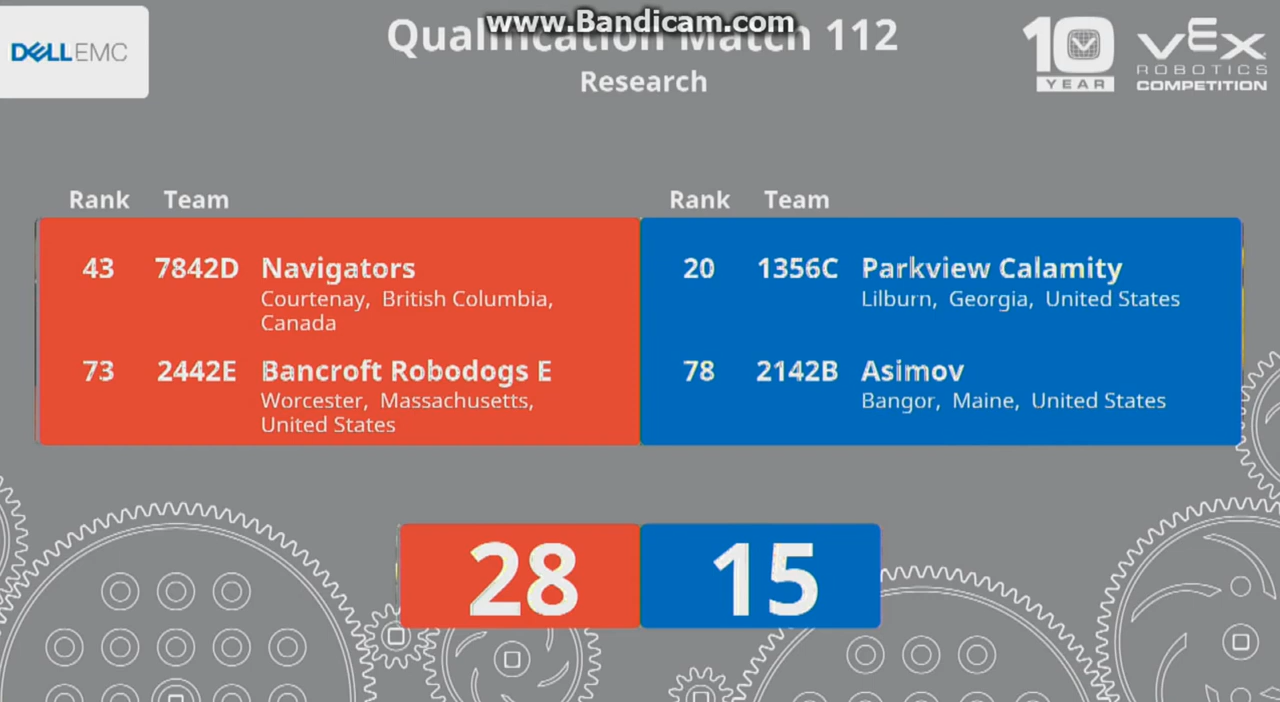 www.Bandicam.com
DELLEMC
Qualification Match 112
Research
10
YEAR
VEX
ROBOTICS
COMPETITION
Rank Team
43 7842D Navigators
Courtenay, British Columbia,
Canada
73 2442E Bancroft Robodogs E
Worcester, Massachusetts,
United States
Rank Team
20 1356C Parkview Calamity
Lilburn, Georgia, United States
78 2142B Asimov
Bangor, Maine, United States
28
15